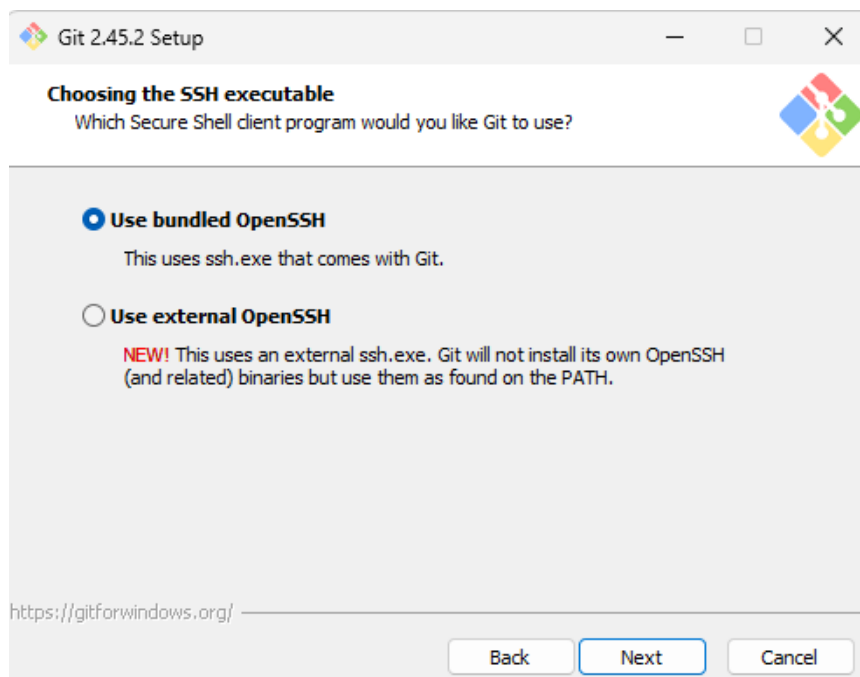 Git 2.45.2 Setup
Choosing the SSH executable
Which Secure Shell client program would you like Git to use?
Use bundled OpenSSH
This uses ssh.exe that comes with Git.
Use external OpenSSH
NEW! This uses an external ssh.exe. Git will not install its own OpenSSH
(and related) binaries but use them as found on the PATH.
https://gitforwindows.org/
Back Next Cancel